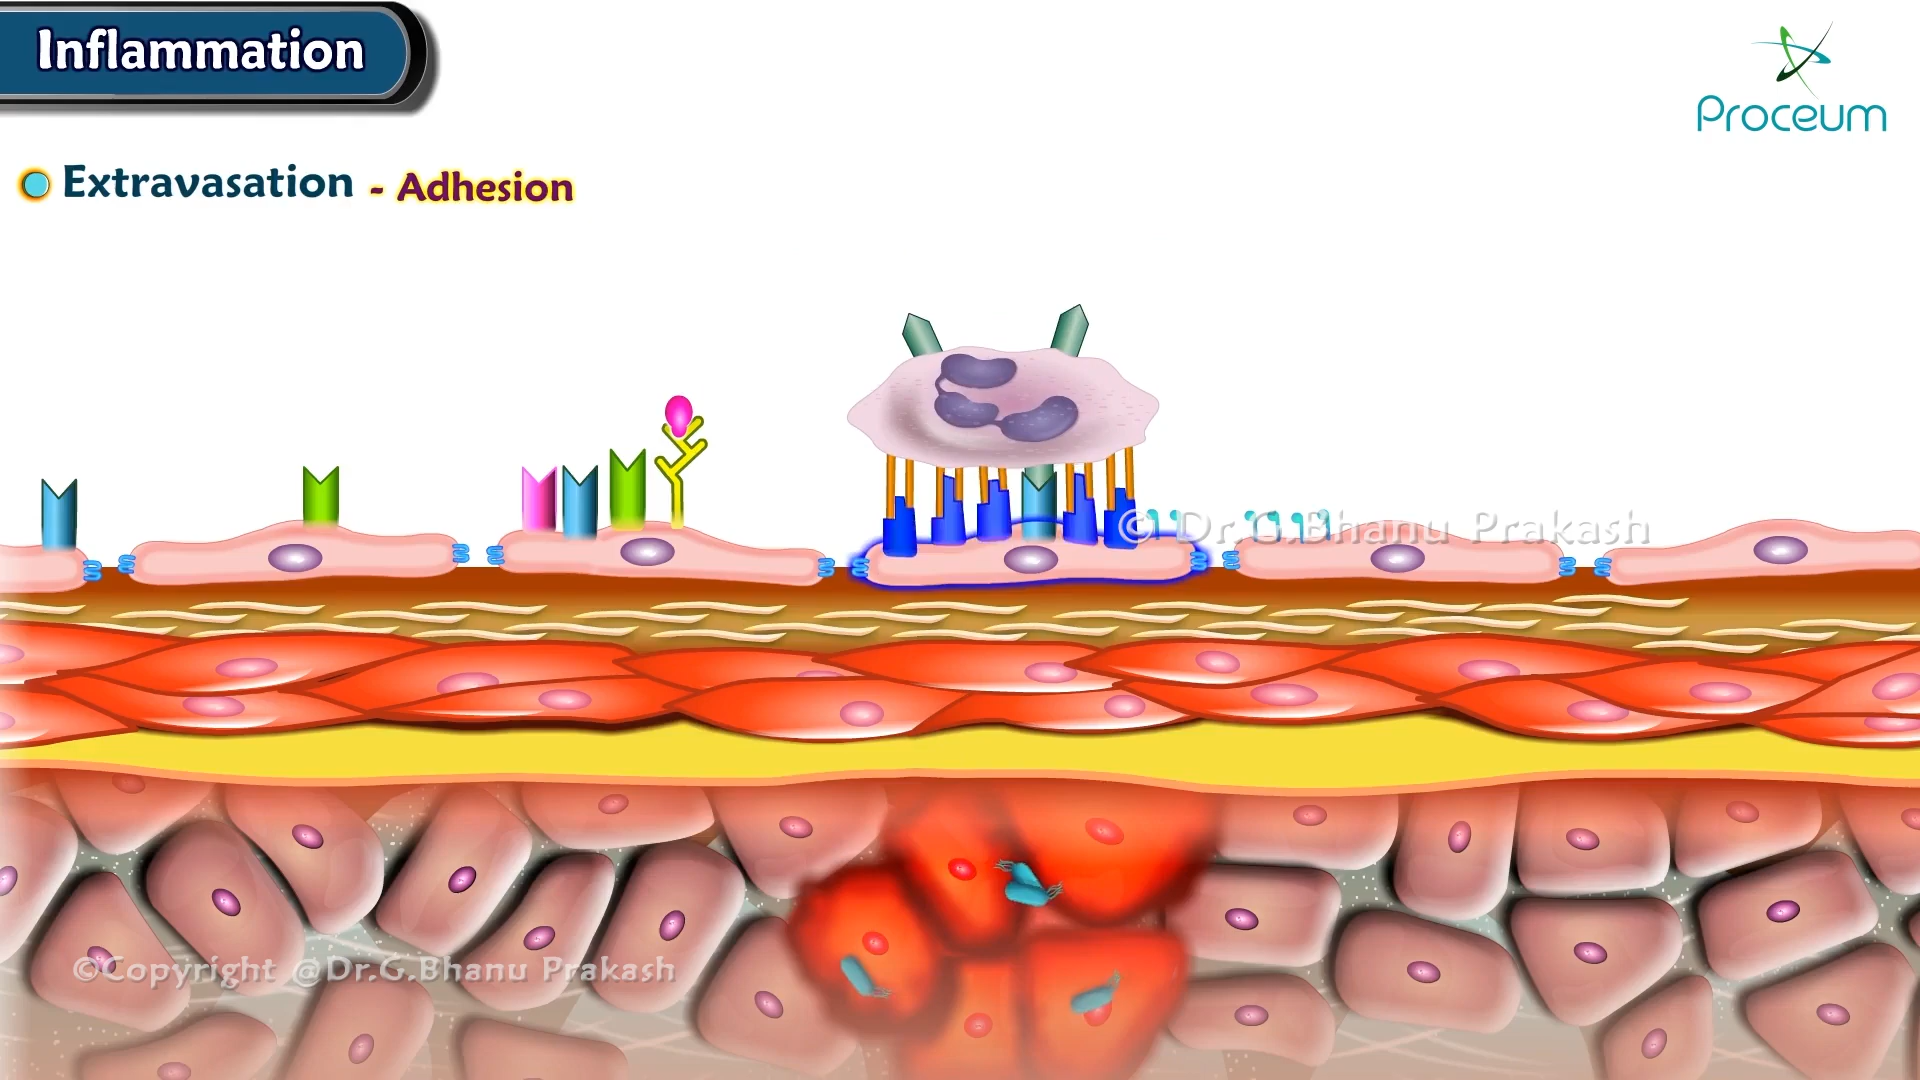 Inflammation
Proceum
Extravasation - Adhesion
© Dr.G.Bhanu Prakash
©Copyright @Dr.G.Bhanu Prakash